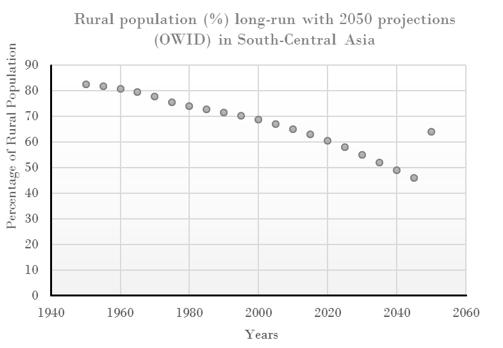 Rural population (%) long-run with 2050 projections
(OWID) in South-Central Asia
Percentage of Rural Population
90
80
70
60
50
40
30
20
10
0
1940 1960 1980 2000 2020 2040 2060
Years